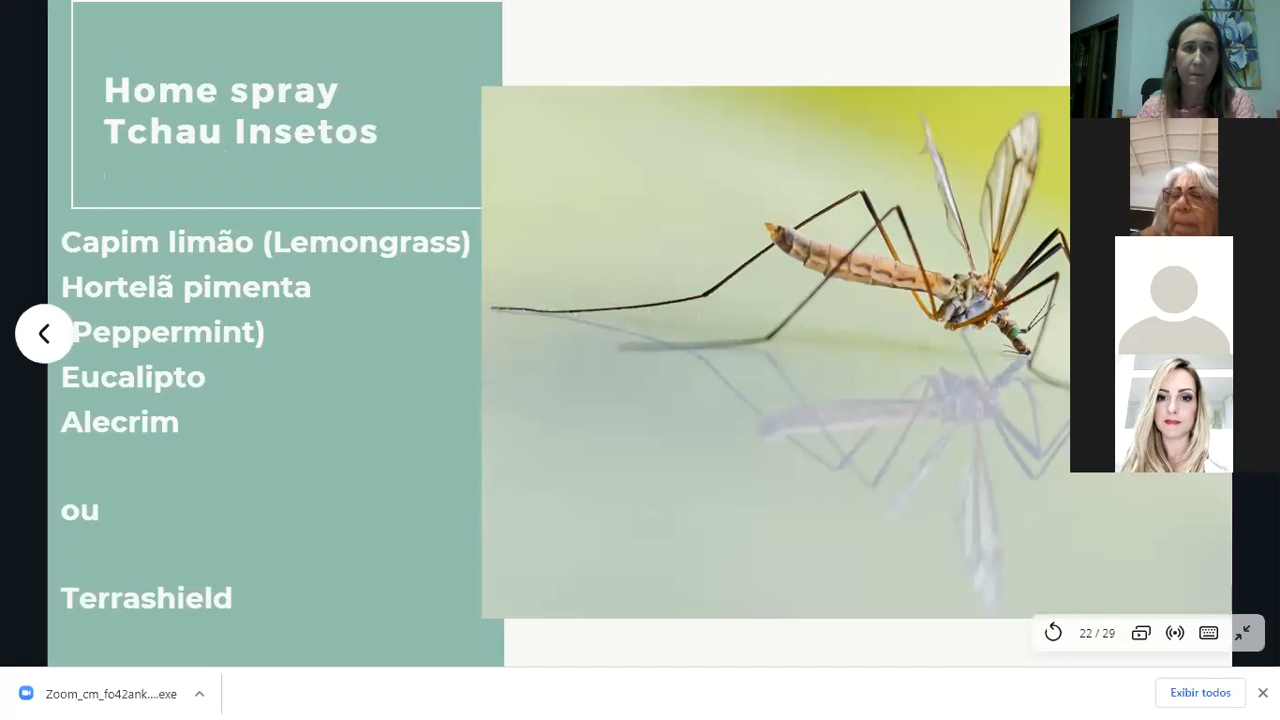 Home spray
Tchau Insetos
Capim limão (Lemongrass)
Hortelã pimenta
Peppermint)
Eucalipto
Alecrim
ou
Terrashield
22 / 29
Zoom_cm_fo42ank....exe
Exibir todos